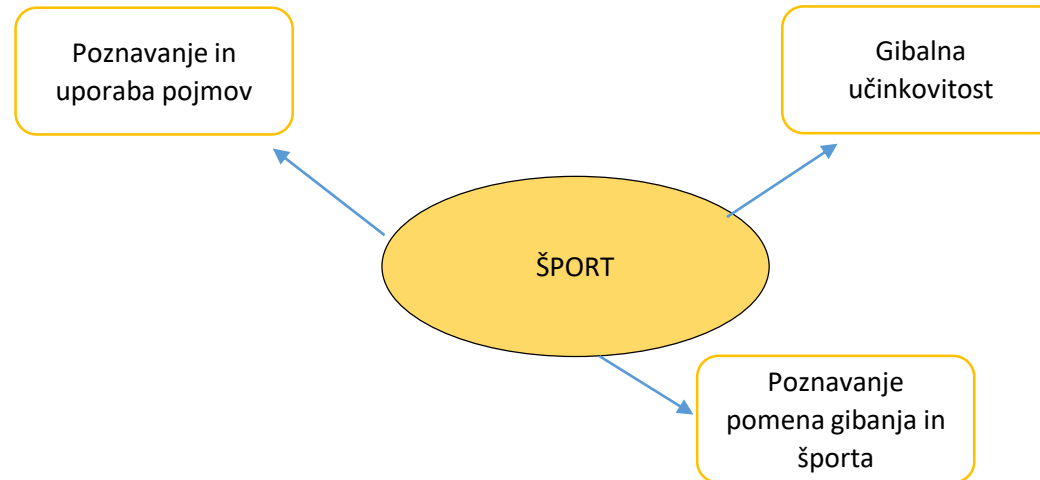 Poznavanje in
uporaba pojmov
Gibalna
učinkovitost
ŠPORT
Poznavanje
pomena gibanja in
športa